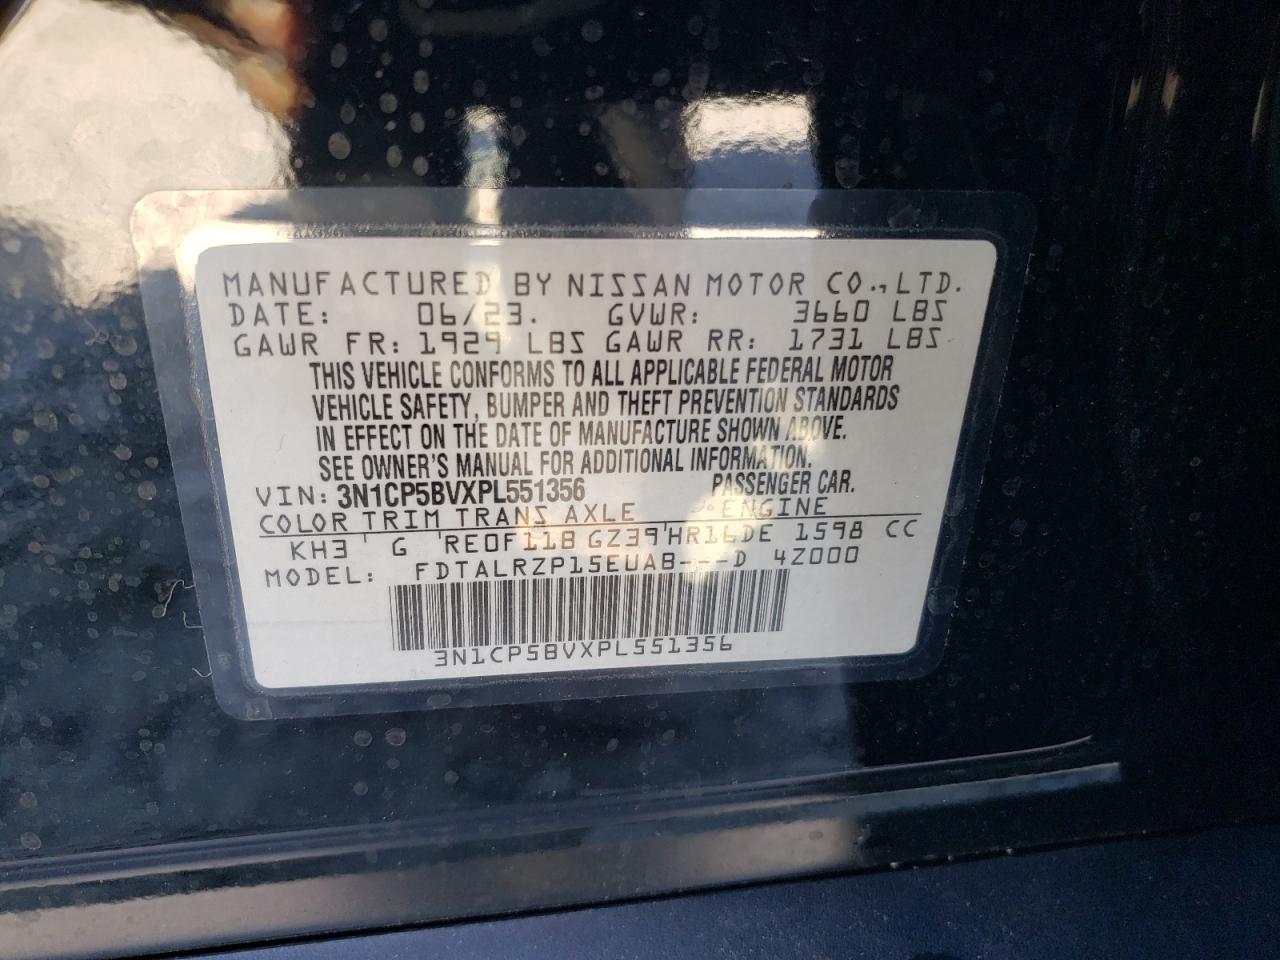 MANUFACTURED BY NISSAN MOTOR CO.,LTD.
DATE: 06/23. GVWR: 3660 LBS
GAWR FR: 1929 LBS GAWR RR: 1731 LBS
THIS VEHICLE CONFORMS TO ALL APPLICABLE FEDERAL MOTOR
VEHICLE SAFETY, BUMPER AND THEFT PREVENTION STANDARDS
IN EFFECT ON THE DATE OF MANUFACTURE SHOWN ABOVE.
SEE OWNER'S MANUAL FOR ADDITIONAL INFORMATION.
VIN: 3N1CP5BVXPL551356 PASSENGER CAR.
COLOR TRIM TRANS AXLE ENGINE
KH3 ' G ' RE0F11B GZ39'HR16DE 1598 CC
MODEL: FDTALRZP15EUAB---D 4Z000
3N1CP5BVXPL551356